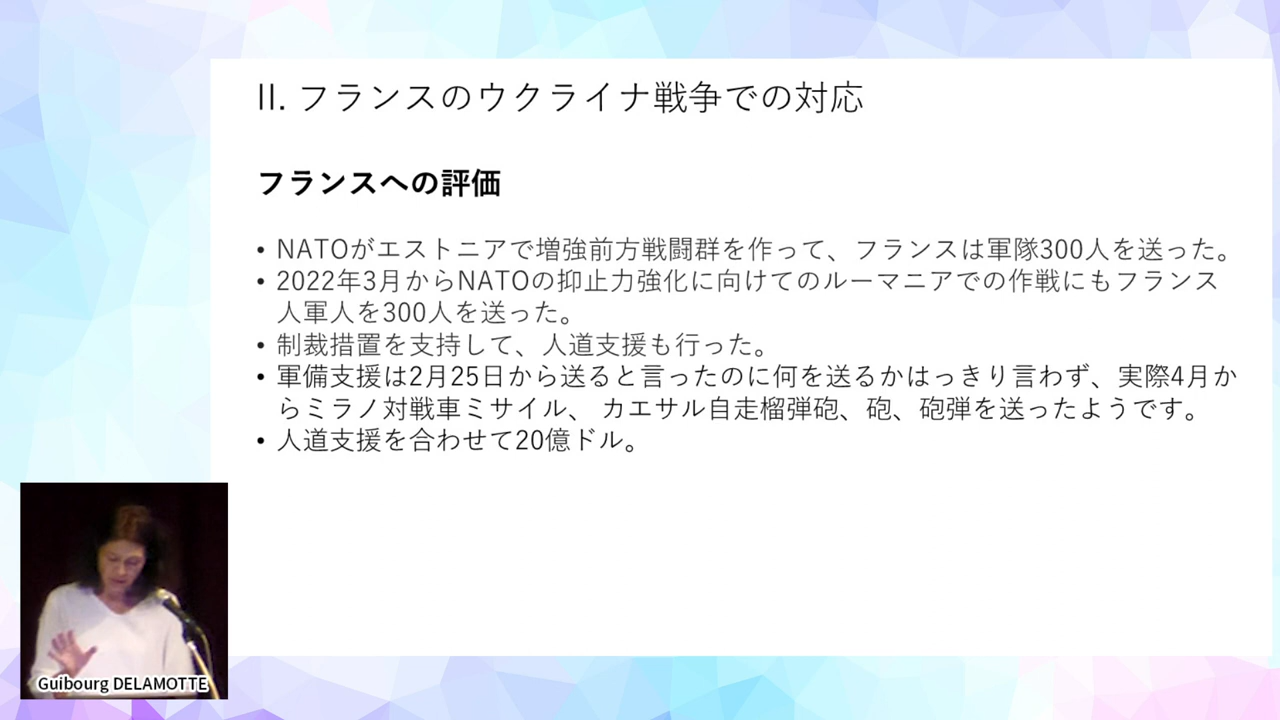 II. フランスのウクライナ戦争での対応
フランスへの評価
• NATOがエストニアで増強前方戦闘群を作って、フランスは軍隊300人を送った。
• 2022年3月からNATOの抑止力強化に向けてのルーマニアでの作戦にもフランス
人軍人を300人を送った。
• 制裁措置を支持して、人道支援も行った。
• 軍備支援は2月25日から送ると言ったのに何を送るかはっきり言わず、実際4月か
らミラノ対戦車ミサイル、 カエサル自走榴弾砲、砲、砲弾を送ったようです。
• 人道支援を合わせて20億ドル。
Guibourg DELAMOTTE